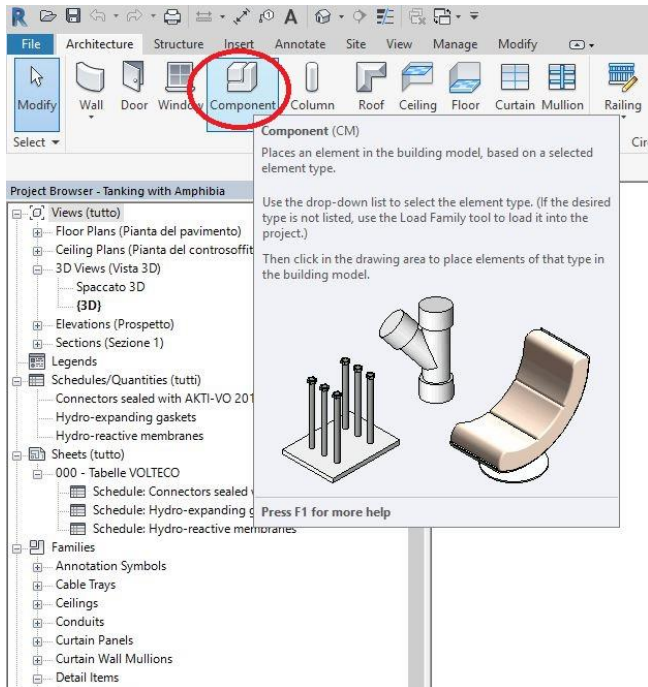 File Architecture Structure Insert Annotate Site View Manage Modify
Modify Wall Door Window Component Column Roof Ceiling Floor Curtain Mullion Railing
Select
Component (CM)
Places an element in the building model, based on a selected
element type.
Use the drop-down list to select the element type. (If the desired
type is not listed, use the Load Family tool to load it into the
project.)
Then click in the drawing area to place elements of that type in
the building model.
Press F1 for more help
Project Browser - Tanking with Amphibia
Views (tutto)
Floor Plans (Pianta del pavimento)
Ceiling Plans (Pianta del controsoffit
3D Views (Vista 3D)
Spaccato 3D
{3D}
Elevations (Prospetto)
Sections (Sezione 1)
Legends
Schedules/Quantities (tutti)
Connectors sealed with AKTI-VO 201
Hydro-expanding gaskets
Hydro-reactive membranes
Sheets (tutto)
000 - Tabelle VOLTECO
Schedule: Connectors sealed
Schedule: Hydro-expanding g
Schedule: Hydro-reactive membranes
Families
Annotation Symbols
Cable Trays
Ceilings
Conduits
Curtain Panels
Curtain Wall Mullions
Detail Items